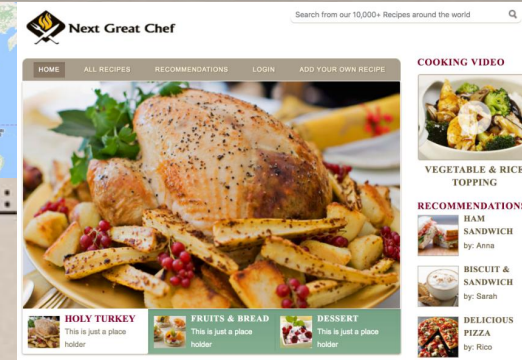 Next Great Chef
Search from our 10,000+ Recipes around the world
HOME ALL RECIPES RECOMMENDATIONS LOGIN ADD YOUR OWN RECIPE
HOLY TURKEY
This is just a place
holder
FRUITS & BREAD
This is just a place
holder
DESSERT
This is just a place
holder
COOKING VIDEO
VEGETABLE & RICE
TOPPING
RECOMMENDATIONS
HAM
SANDWICH
by: Anna
BISCUIT &
SANDWICH
by: Sarah
DELICIOUS
PIZZA
by: Rico